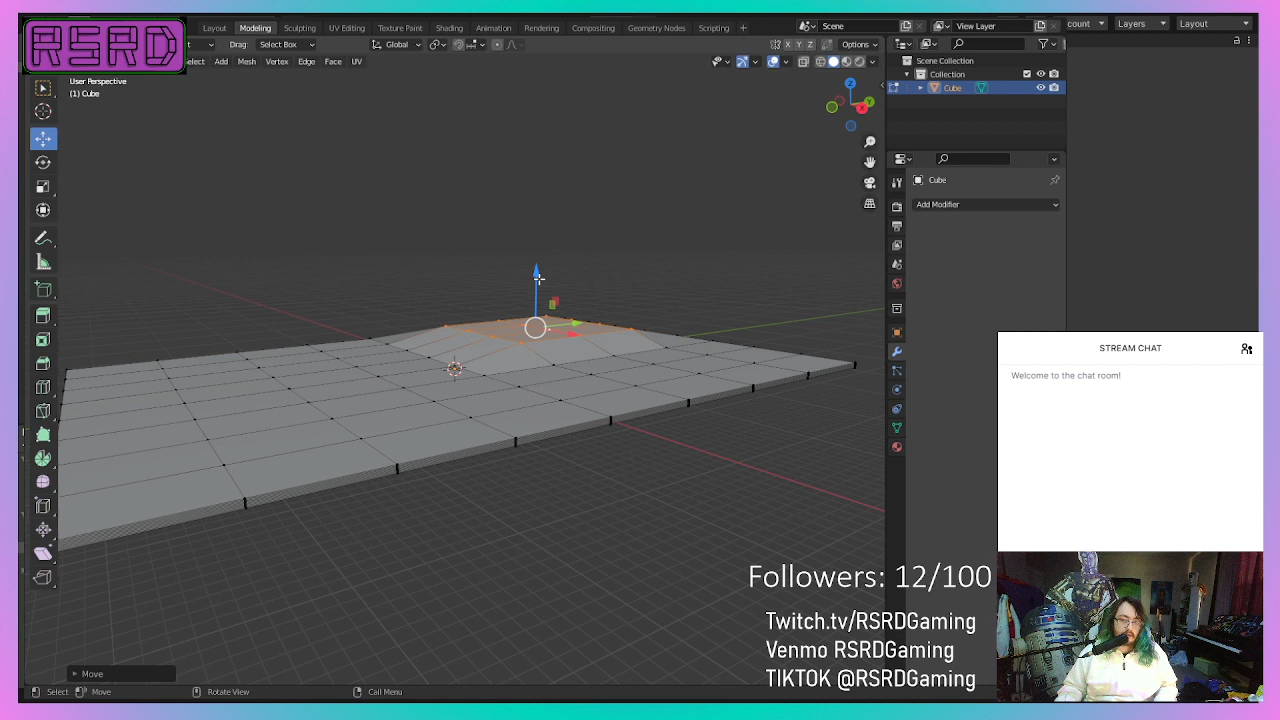 RSRD
Layout Modeling Sculpting UV Editing Texture Paint Shading Animation Rendering Compositing Geometry Nodes Scripting +
Scene
View Layer
count
Layers
Layout
t Drag: Select Box
Global
X Y Z
Options
elect Add Mesh Vertex Edge Face UV
User Perspective
(1) Cube
Z
Y
X
Scene Collection
Collection
Cube
Cube
Add Modifier
STREAM CHAT
Welcome to the chat room!
Followers: 12/100
Twitch.tv/RSRDGaming
Venmo RSRDGaming
TIKTOK @RSRDGaming
Move
Select Move Rotate View Call Menu